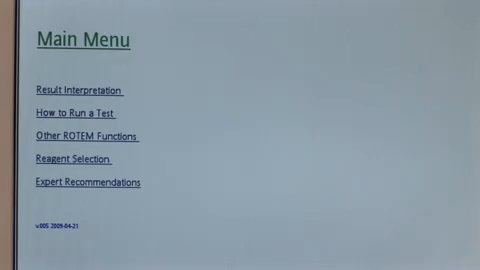 Main Menu
Result Interpretation
How to Run a Test
Other ROTEM Functions
Reagent Selection
Expert Recommendations
v.005 2009-04-21